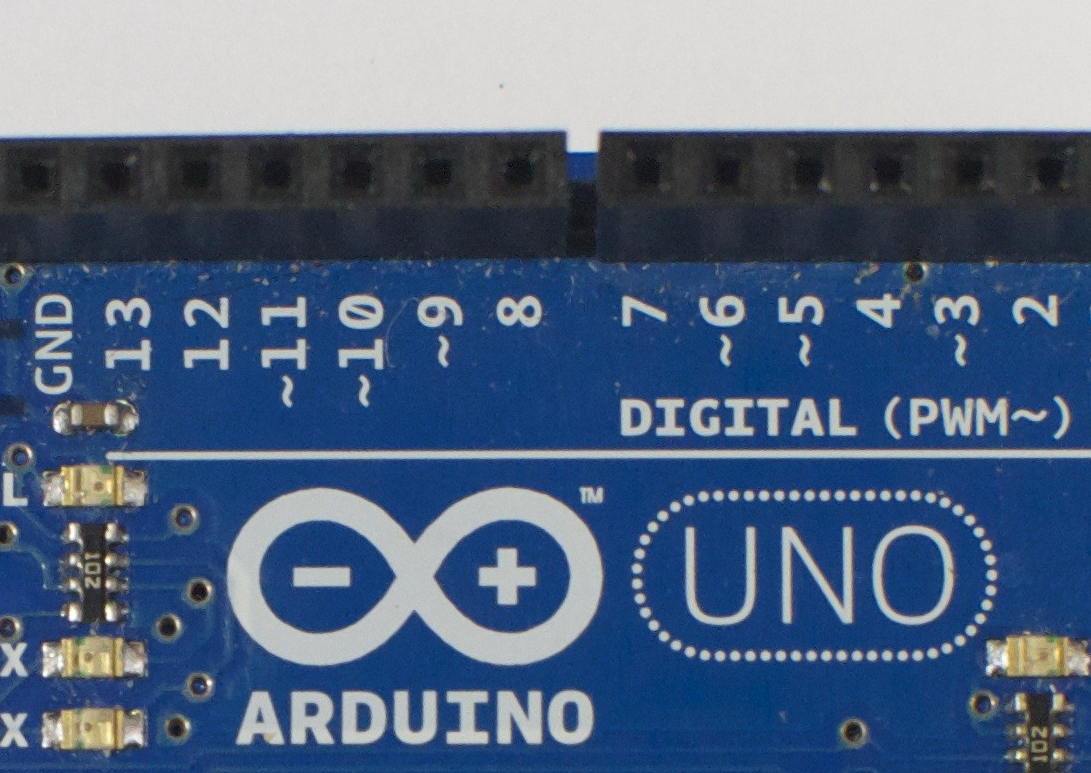 GND 13 12 ~11 ~10 ~9 8 7 ~6 ~5 4 ~3 2
DIGITAL (PWM~)
L
TM
UNO
102
X
ARDUINO
X
102